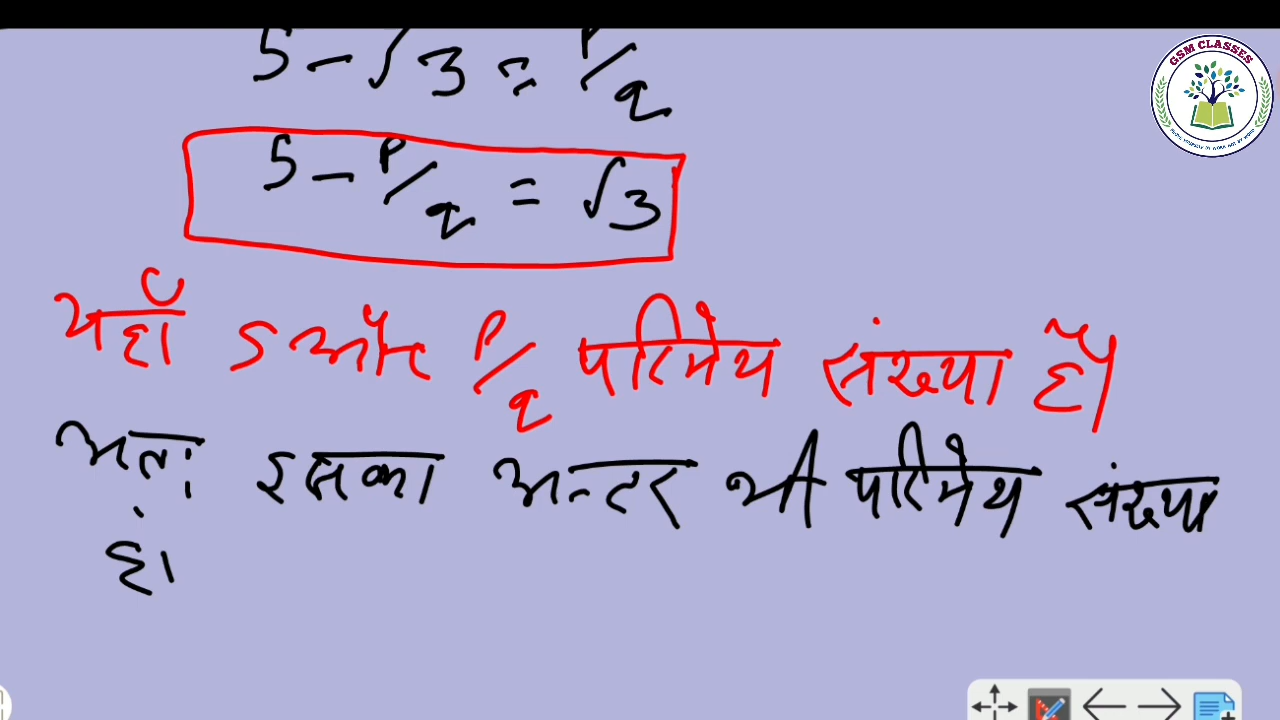 5 - √3 = P/q
5 - P/q = √3
यहाँ 5 और P/q परिमेय संख्या हैं।
अतः इसका अन्तर भी परिमेय संख्या
है।
GSM CLASSES